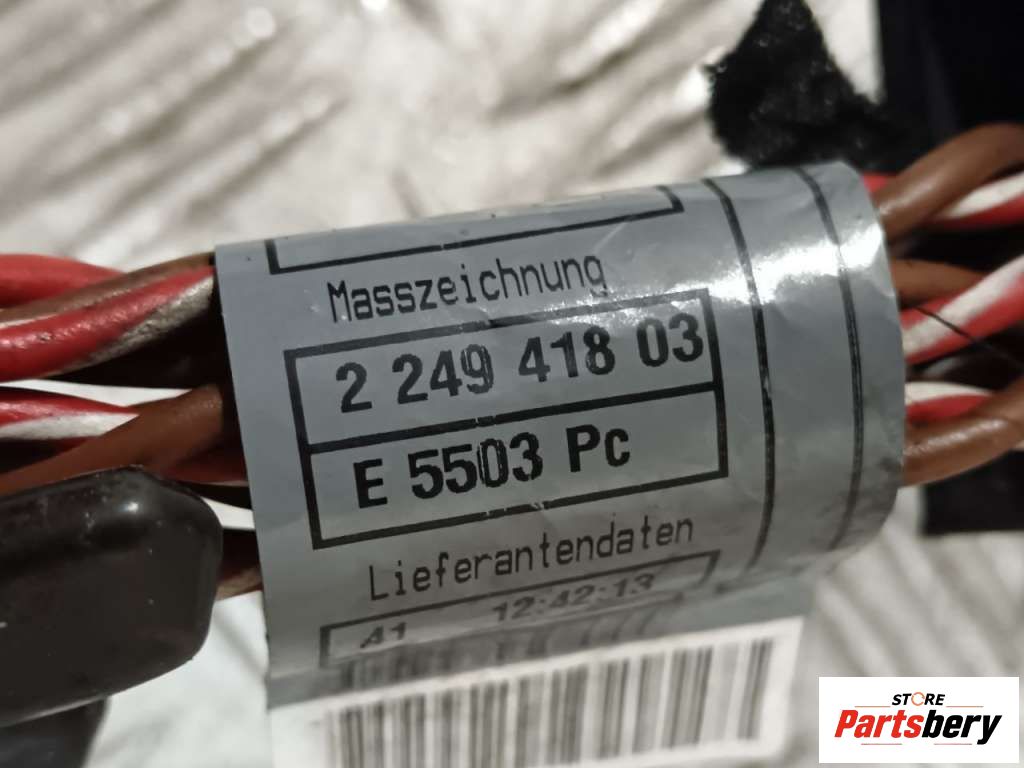 Masszeichnung
2 249 418 03
E 5503 Pc
Lieferantendaten
A1 12:42:13
STORE
Partsbery